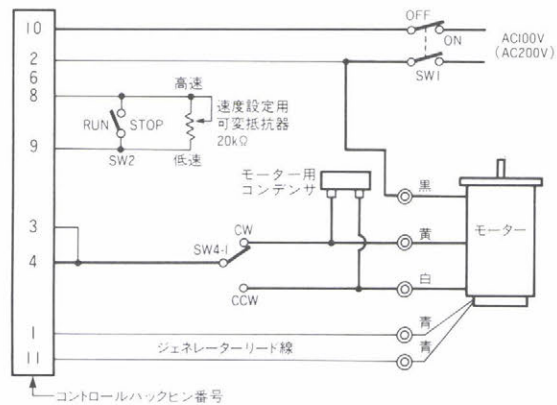 10
OFF
ON
AC100V
(AC200V)
2
SW1
6
8
高速
RUN
STOP
速度設定用
可変抵抗器
20kΩ
9
SW2
低速
モーター用
コンデンサ
黒
モーター
3
CW
黄
4
SW4-1
白
CCW
青
1
ジェネレーターリード線
青
11
コントロールパックピン番号